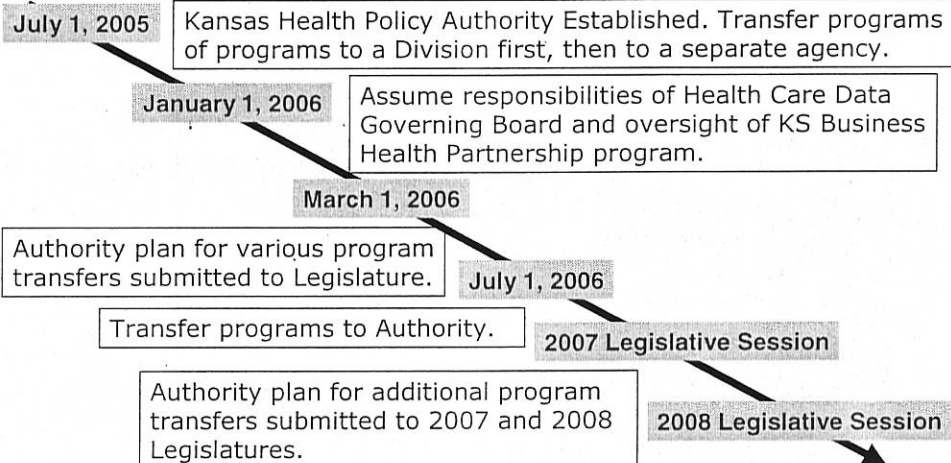 July 1, 2005
Kansas Health Policy Authority Established. Transfer programs
of programs to a Division first, then to a separate agency.
January 1, 2006
Assume responsibilities of Health Care Data
Governing Board and oversight of KS Business
Health Partnership program.
March 1, 2006
Authority plan for various program
transfers submitted to Legislature.
July 1, 2006
Transfer programs to Authority.
2007 Legislative Session
Authority plan for additional program
transfers submitted to 2007 and 2008
Legislatures.
2008 Legislative Session